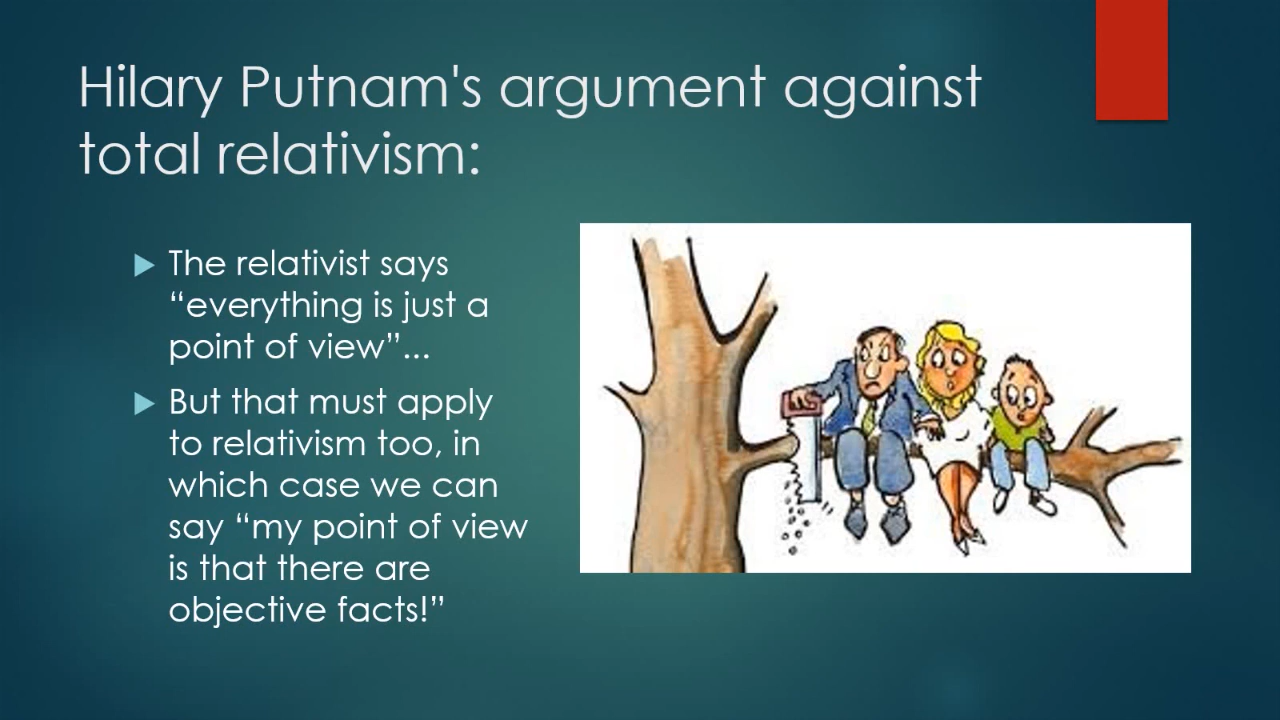 Hilary Putnam's argument against
total relativism:
The relativist says
“everything is just a
point of view”...
But that must apply
to relativism too, in
which case we can
say “my point of view
is that there are
objective facts!”